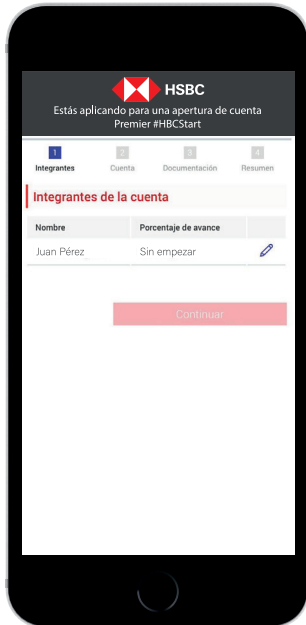 HSBC
Estás aplicando para una apertura de cuenta
Premier #HBCStart
1 2 3 4
Integrantes Cuenta Documentación Resumen
Integrantes de la cuenta
Nombre Porcentaje de avance
Juan Pérez Sin empezar
Continuar